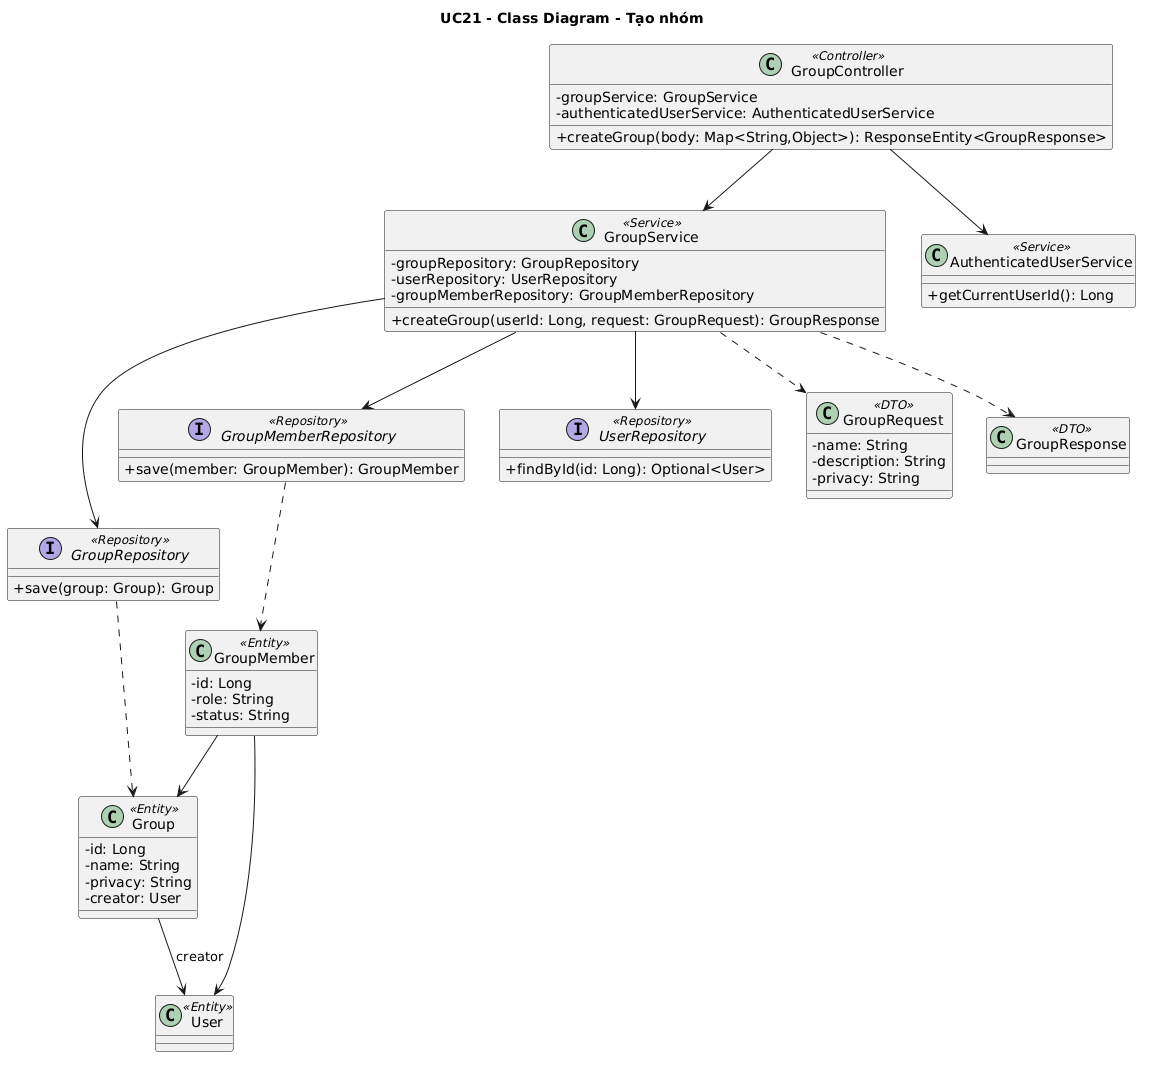 UC21 - Class Diagram - Tạo nhóm
«Controller»
C
GroupController
-groupService: GroupService
-authenticatedUserService: AuthenticatedUserService
+createGroup(body: Map<String,Object>): ResponseEntity<GroupResponse>
«Service»
C
GroupService
-groupRepository: GroupRepository
-userRepository: UserRepository
-groupMemberRepository: GroupMemberRepository
+createGroup(userId: Long, request: GroupRequest): GroupResponse
«Service»
C
AuthenticatedUserService
+getCurrentUserId(): Long
«Repository»
I
GroupMemberRepository
+save(member: GroupMember): GroupMember
«Repository»
I
UserRepository
+findById(id: Long): Optional<User>
«DTO»
C
GroupRequest
-name: String
-description: String
-privacy: String
«DTO»
C
GroupResponse
«Repository»
I
GroupRepository
+save(group: Group): Group
«Entity»
C
GroupMember
-id: Long
-role: String
-status: String
«Entity»
C
Group
-id: Long
-name: String
-privacy: String
-creator: User
creator
«Entity»
C
User